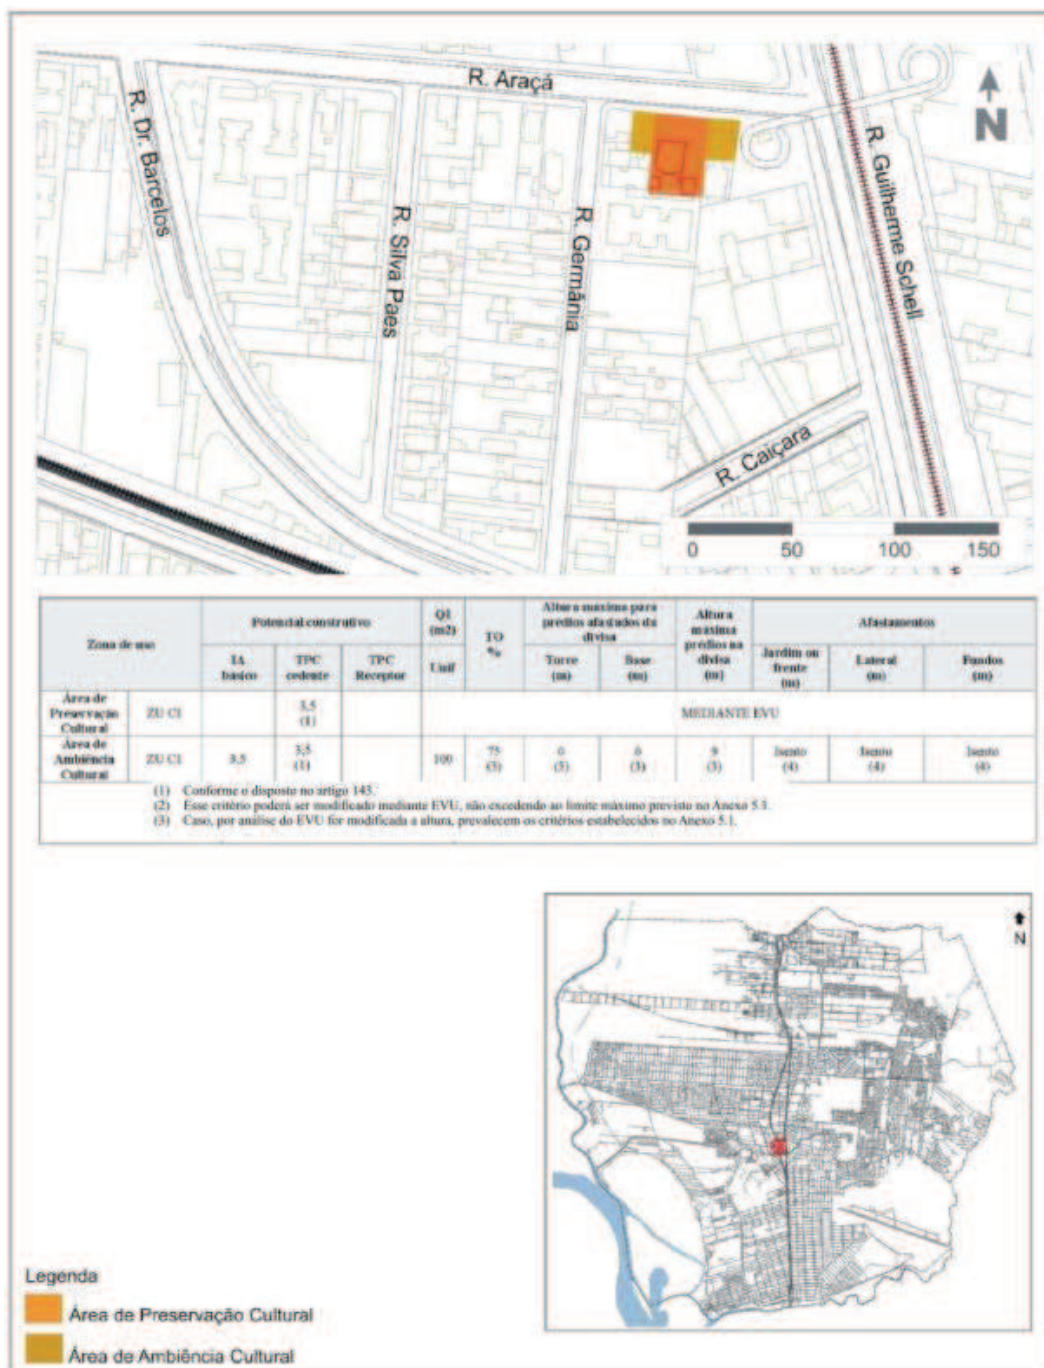 R. Araçá
N
R. Dr. Barcelos
R. Silva Paes
R. Germânia
R. Guilherme Schell
R. Caiçara
0 50 100 150
Zona de uso
Potencial construtivo
Q1 (m2)
TO %
Altura máxima para prédios afastados da divisa
Altura máxima prédios na divisa (m)
Afastamentos
IA básico
TPC cedente
TPC Receptor
Unif
Torre (m)
Base (m)
Jardim ou frente (m)
Lateral (m)
Fundos (m)
Área de Preservação Cultural ZU C1 3,5 (1) MEDIANTE EVU
Área de Ambiência Cultural ZU C1 3,5 3,5 (1) 100 75 (3) 0 (3) 0 (3) 9 (3) Isento (4) Isento (4) Isento (4)
(1) Conforme o disposto no artigo 143.
(2) Esse critério poderá ser modificado mediante EVU, não excedendo ao limite máximo previsto no Anexo 5.1.
(3) Caso, por análise do EVU for modificada a altura, prevalecem os critérios estabelecidos no Anexo 5.1.
N
Legenda
Área de Preservação Cultural
Área de Ambiência Cultural